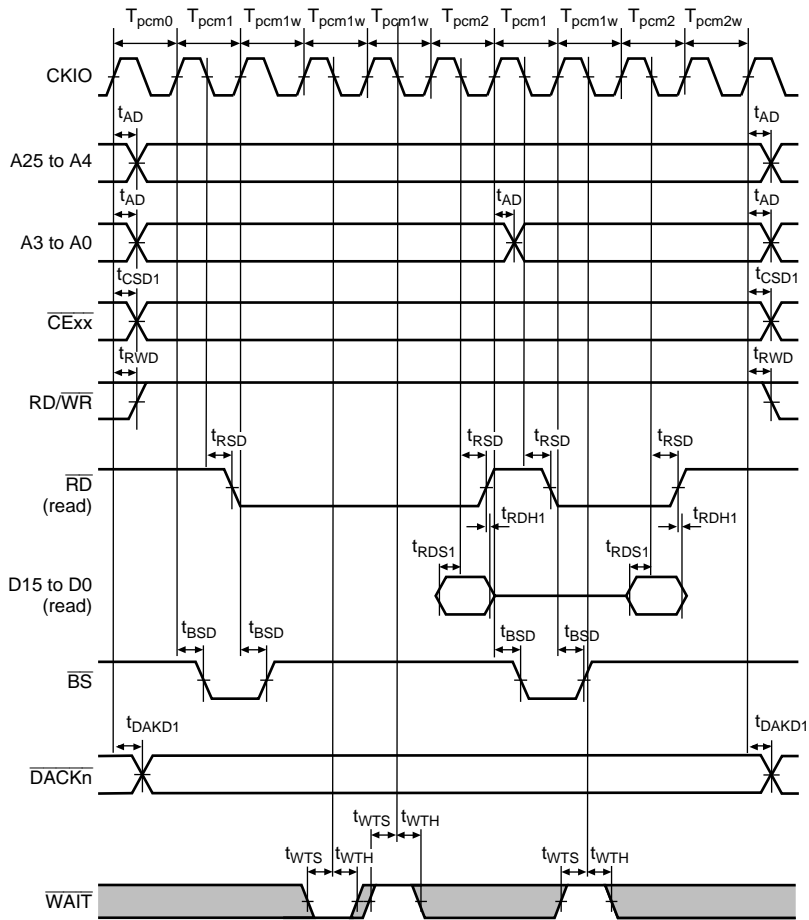 Tpcm0 Tpcm1 Tpcm1w Tpcm1w Tpcm1w Tpcm2 Tpcm1 Tpcm1w Tpcm2 Tpcm2w
CKIO
tAD tAD
A25 to A4
tAD tAD tAD
A3 to A0
tCSD1 tCSD1
CExx
tRWD tRWD
RD/WR
tRSD tRSD tRSD tRSD
RD
(read)
tRDH1 tRDH1
tRDS1 tRDS1
D15 to D0
(read)
tBSD tBSD tBSD tBSD
BS
tDAKD1 tDAKD1
DACKn
tWTS tWTH
tWTS tWTH tWTS tWTH
WAIT